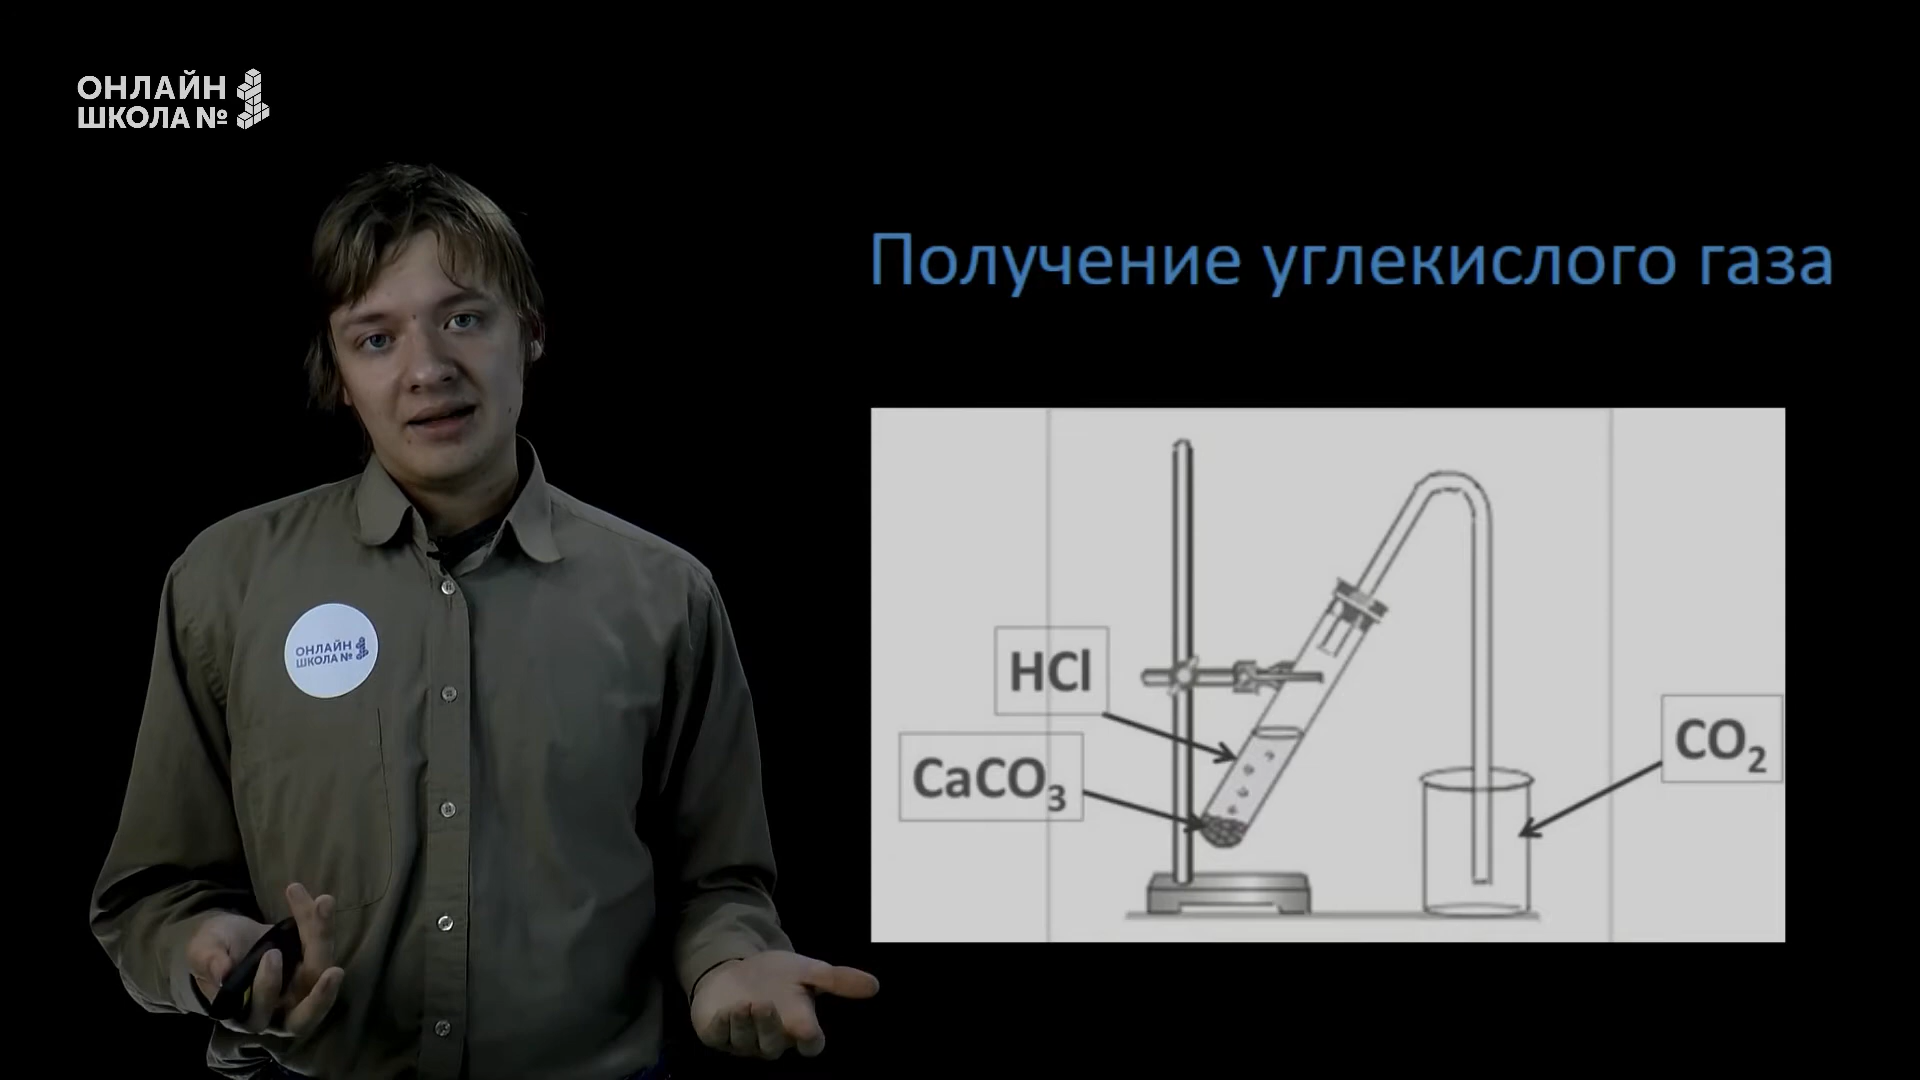 ОНЛАЙН
ШКОЛА №
Получение углекислого газа
HCl
CaCO₃
CO₂
ОНЛАЙН
ШКОЛА №